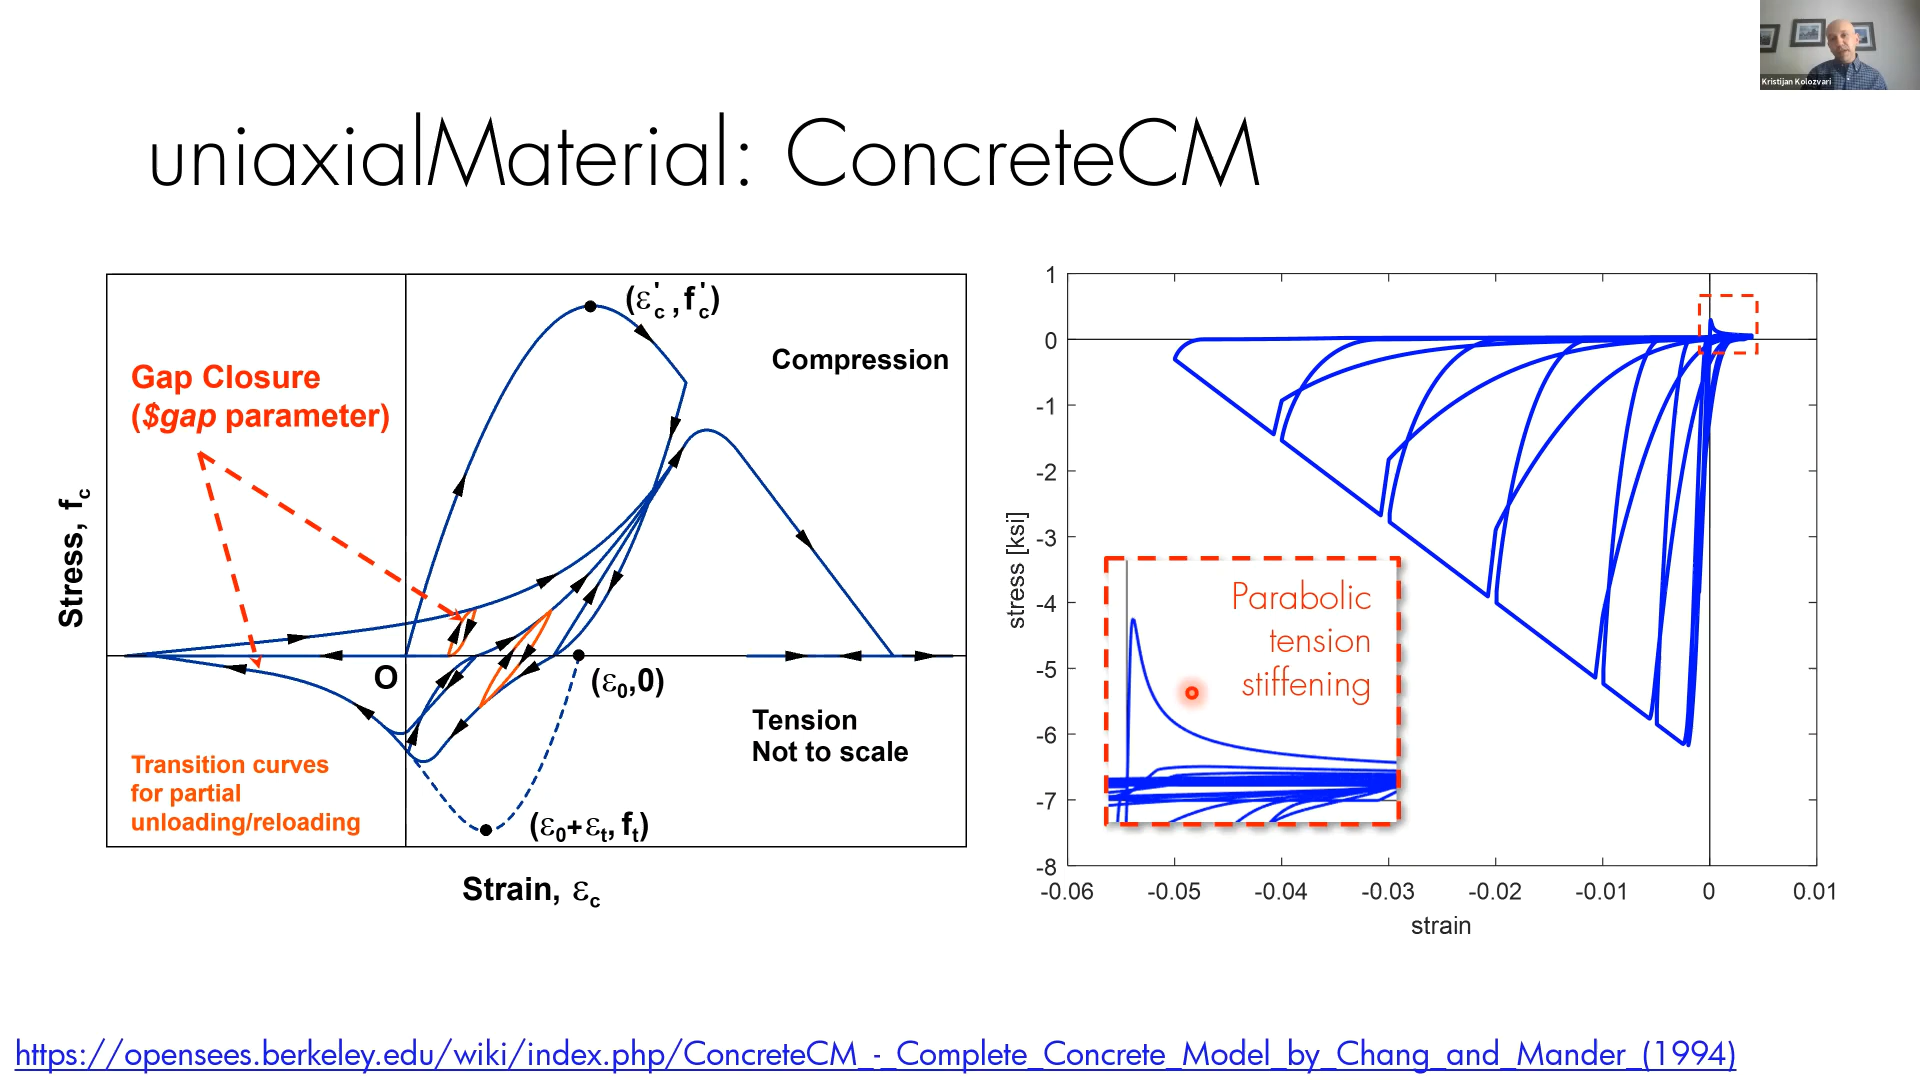 Kristijan Kolozvari
uniaxialMaterial: ConcreteCM
Gap Closure
($gap parameter)
(ε'c, f'c)
Compression
Stress, fc
O
(ε0,0)
Tension
Not to scale
Transition curves
for partial
unloading/reloading
(ε0+εt, ft)
Strain, εc
1
0
-1
-2
-3
-4
-5
-6
-7
-8
stress [ksi]
Parabolic
tension
stiffening
-0.06 -0.05 -0.04 -0.03 -0.02 -0.01 0 0.01
strain
https://opensees.berkeley.edu/wiki/index.php/ConcreteCM_-_Complete_Concrete_Model_by_Chang_and_Mander_(1994)